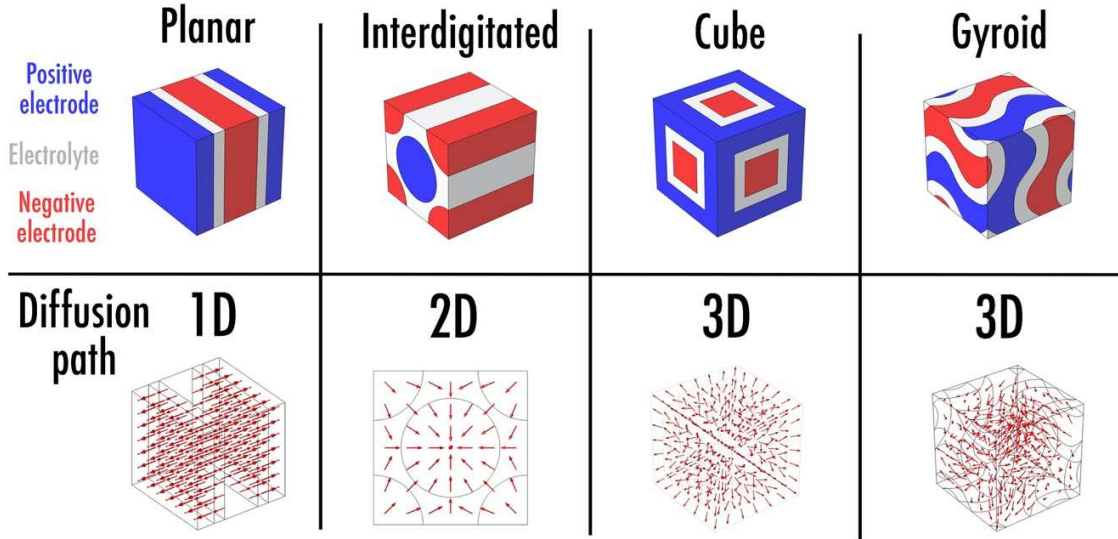 Planar
Interdigitated
Cube
Gyroid
Positive
electrode
Electrolyte
Negative
electrode
Diffusion
path
1D
2D
3D
3D